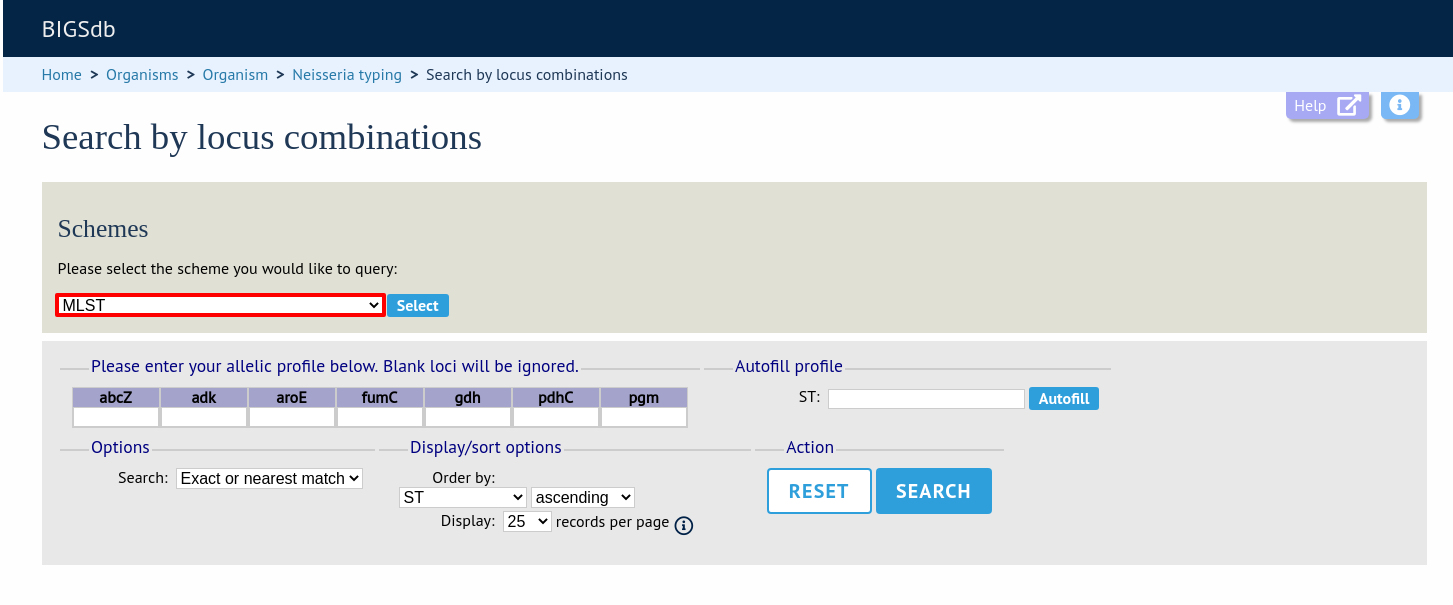 BIGSdb
Home > Organisms > Organism > Neisseria typing > Search by locus combinations
Help
Search by locus combinations
Schemes
Please select the scheme you would like to query:
MLST Select
Please enter your allelic profile below. Blank loci will be ignored.
abcZ adk aroE fumC gdh pdhC pgm
Autofill profile
ST: Autofill
Options
Search: Exact or nearest match
Display/sort options
Order by:
ST ascending
Display: 25 records per page
Action
RESET SEARCH